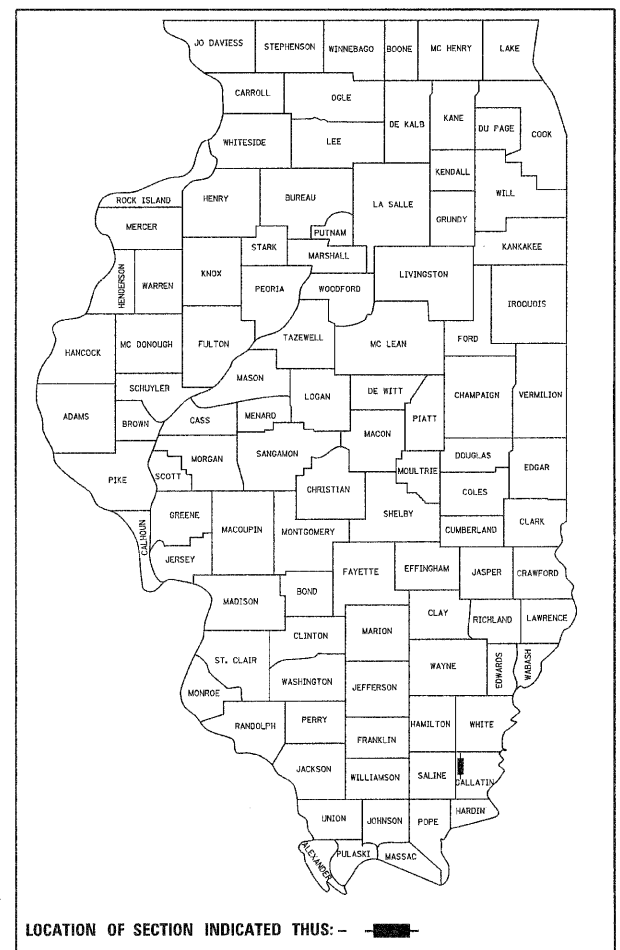 JO DAVIESS STEPHENSON WINNEBAGO BOONE MC HENRY LAKE
CARROLL OGLE
DE KALB KANE DU PAGE COOK
WHITESIDE LEE
KENDALL
WILL
ROCK ISLAND HENRY BUREAU LA SALLE
GRUNDY
MERCER PUTNAM
STARK MARSHALL KANKAKEE
HENDERSON WARREN KNOX LIVINGSTON
PEORIA WOODFORD IROQUOIS
TAZEWELL FORD
HANCOCK MC DONOUGH FULTON MC LEAN
MASON
SCHUYLER DE WITT
ADAMS LOGAN CHAMPAIGN VERMILION
BROWN CASS MENARD PIATT
MACON
MORGAN SANGAMON DOUGLAS
PIKE SCOTT MOULTRIE EDGAR
CHRISTIAN COLES
GREENE SHELBY
CALHOUN MACOUPIN MONTGOMERY CUMBERLAND CLARK
JERSEY
FAYETTE EFFINGHAM JASPER CRAWFORD
BOND
MADISON CLAY
CLINTON MARION RICHLAND LAWRENCE
ST. CLAIR WAYNE EDWARDS WABASH
WASHINGTON JEFFERSON
MONROE
RANDOLPH PERRY HAMILTON WHITE
FRANKLIN
JACKSON WILLIAMSON SALINE GALLATIN
HARDIN
UNION JOHNSON POPE
ALEXANDER PULASKI MASSAC
LOCATION OF SECTION INDICATED THUS: -